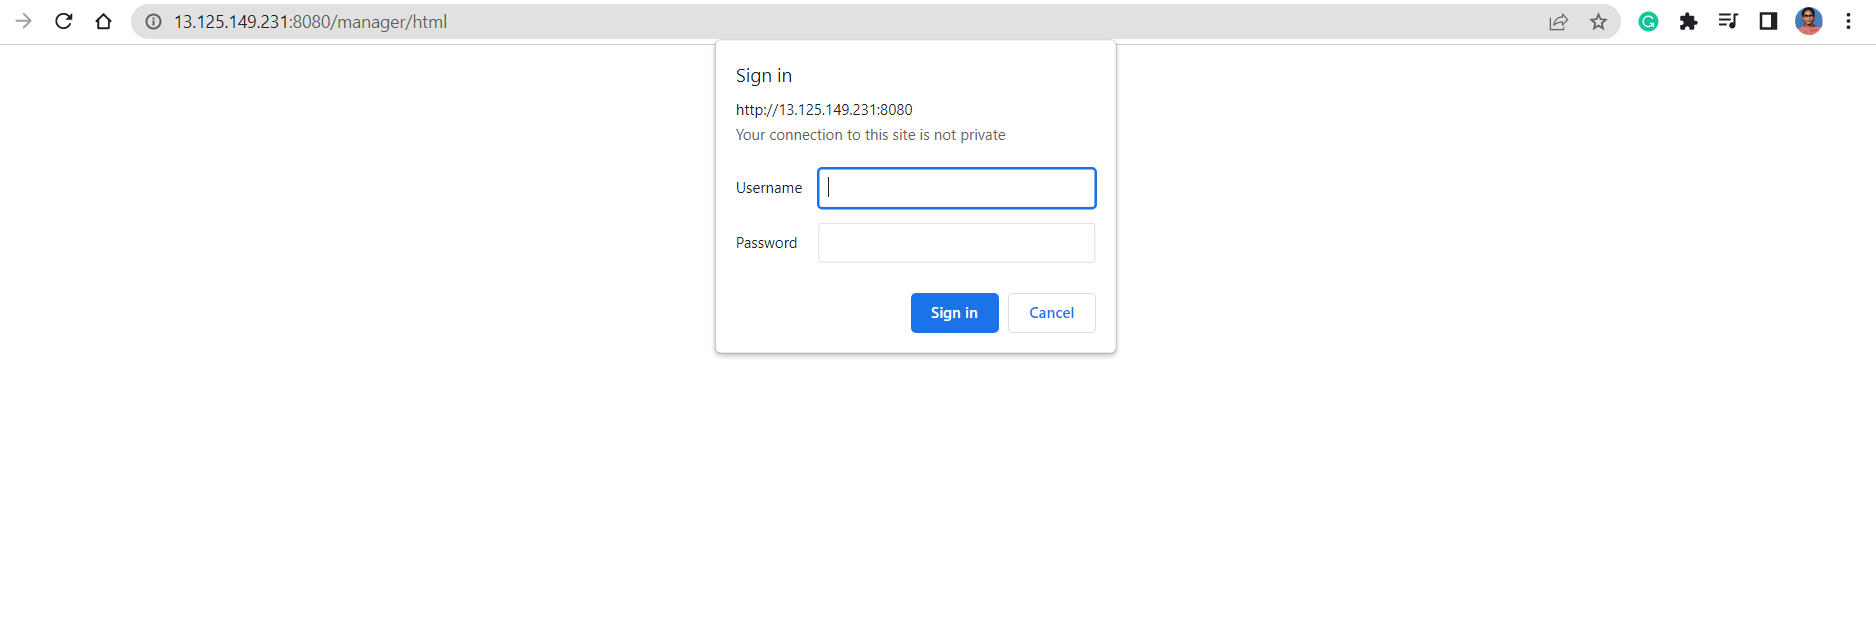 13.125.149.231:8080/manager/html
Sign in
http://13.125.149.231:8080
Your connection to this site is not private
Username
Password
Sign in Cancel